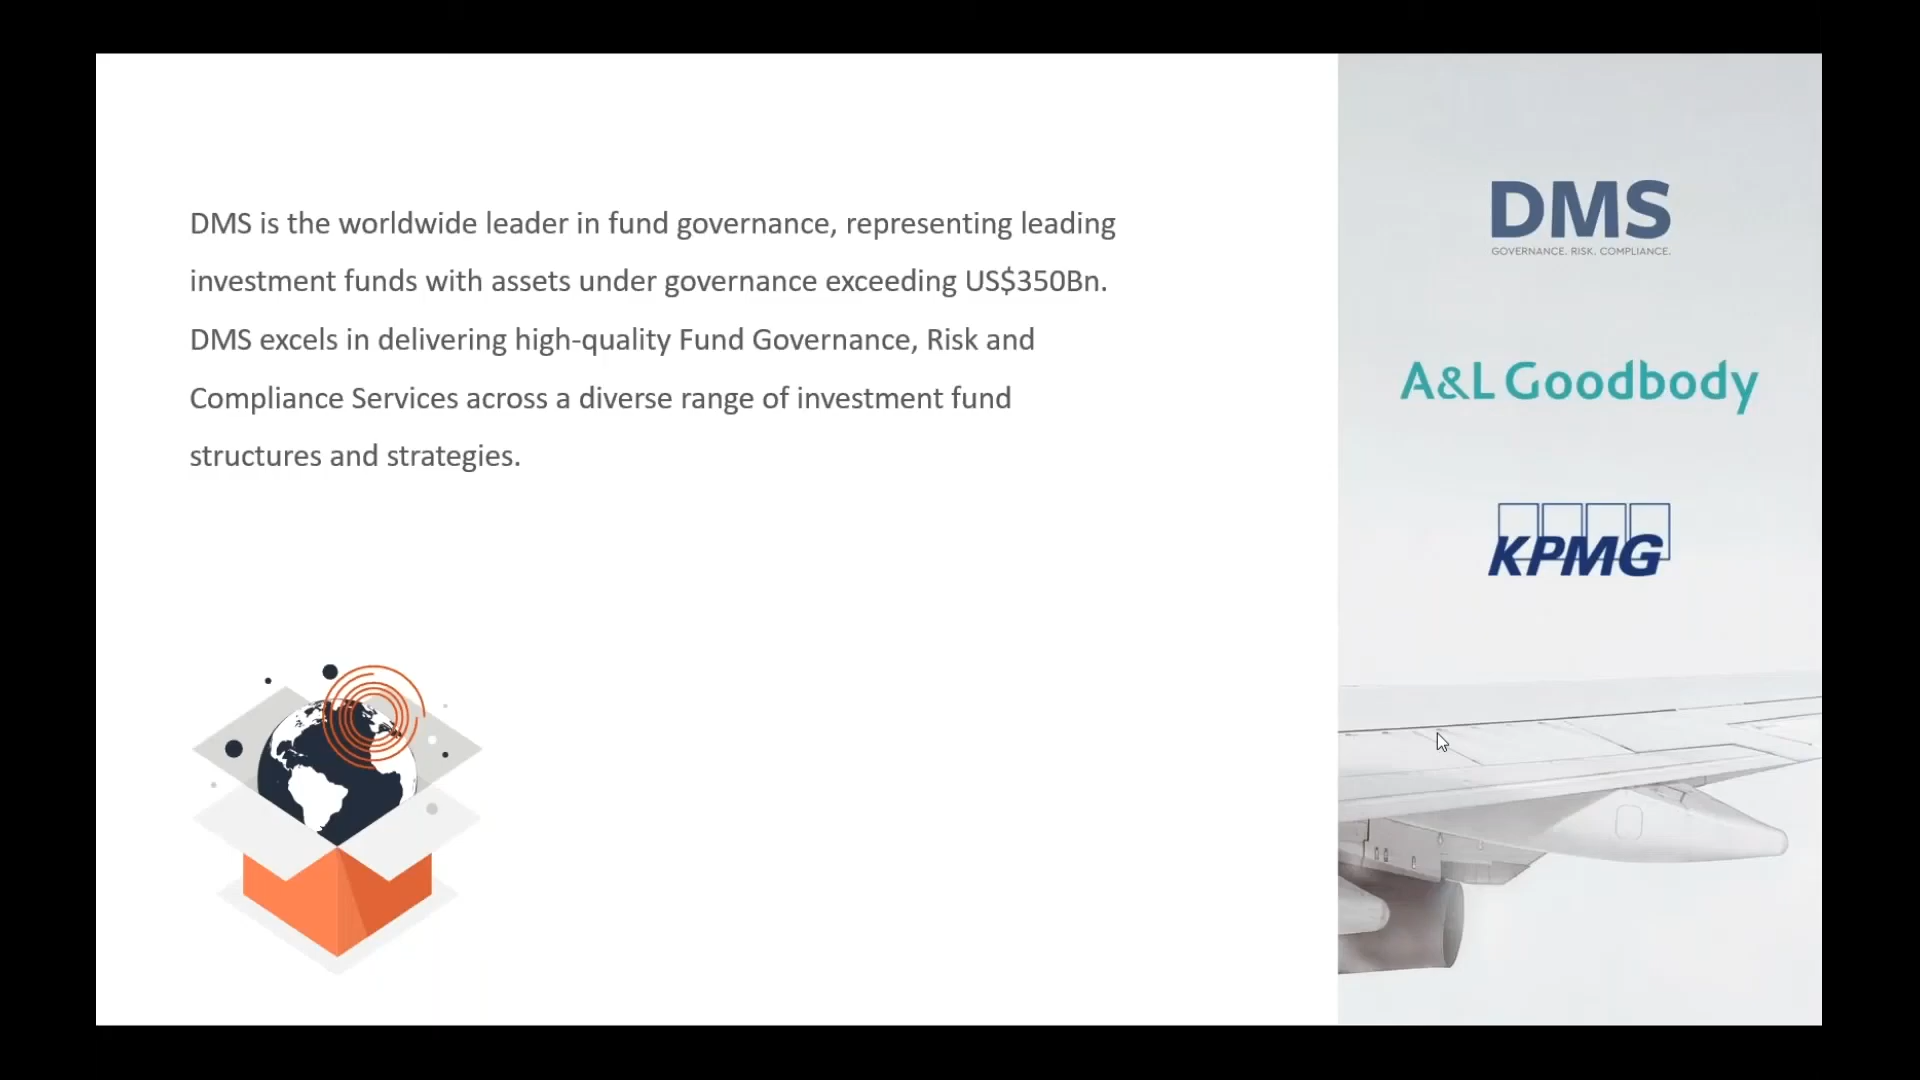 DMS is the worldwide leader in fund governance, representing leading
investment funds with assets under governance exceeding US$350Bn.
DMS excels in delivering high-quality Fund Governance, Risk and
Compliance Services across a diverse range of investment fund
structures and strategies.
DMS
GOVERNANCE. RISK. COMPLIANCE.
A&L Goodbody
KPMG